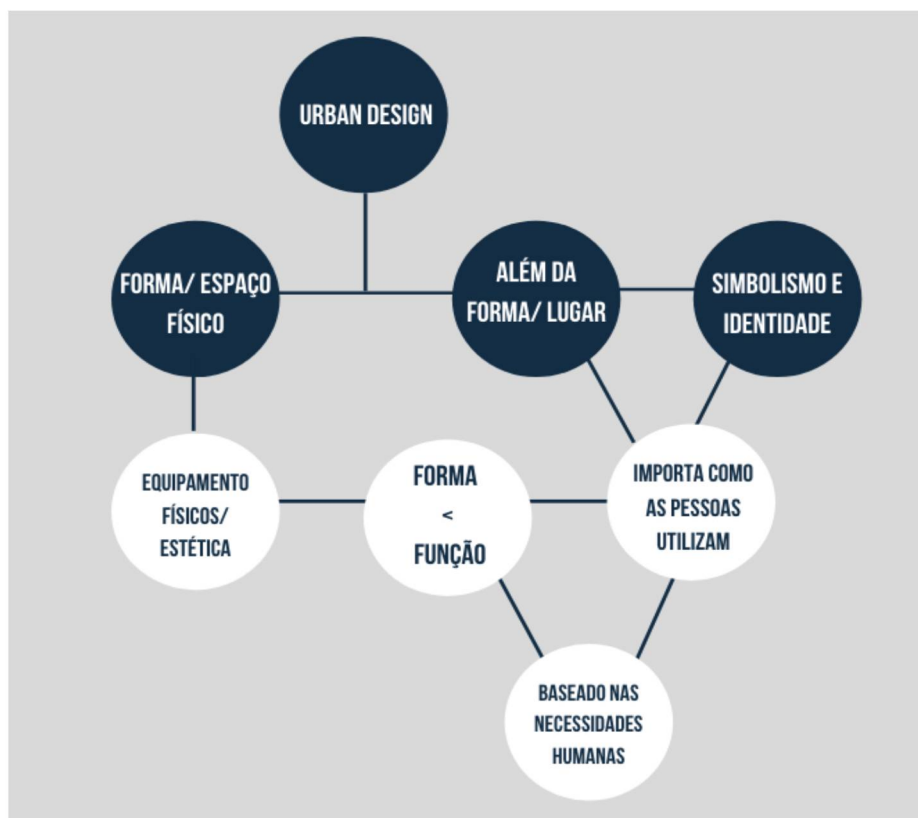 URBAN DESIGN
FORMA/ ESPAÇO
FÍSICO
ALÉM DA
FORMA/ LUGAR
SIMBOLISMO E
IDENTIDADE
EQUIPAMENTO
FÍSICOS/
ESTÉTICA
FORMA
<
FUNÇÃO
IMPORTA COMO
AS PESSOAS
UTILIZAM
BASEADO NAS
NECESSIDADES
HUMANAS